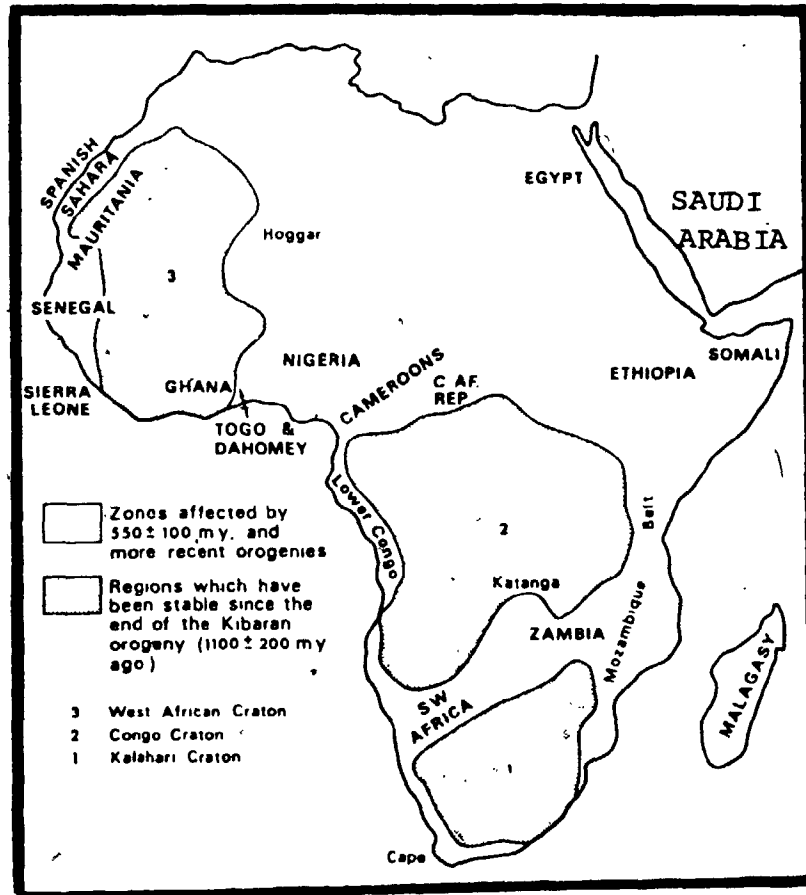 SPANISH
SAHARA
MAURITANIA
Hoggar
EGYPT
SAUDI
ARABIA
3
SENEGAL
SIERRA
LEONE
GHANA
NIGERIA
TOGO &
DAHOMEY
CAMEROONS
C AF.
REP
ETHIOPIA
SOMALI
Lower Congo
2
Belt
Katanga
ZAMBIA
Mozambique
MALAGASY
S W
AFRICA
1
Cape
Zones affected by
550 ± 100 m y. and
more recent orogenies
Regions which have
been stable since the
end of the Kibaran
orogeny (1100 ± 200 my
ago)
3 West African Craton
2 Congo Craton
1 Kalahari Craton